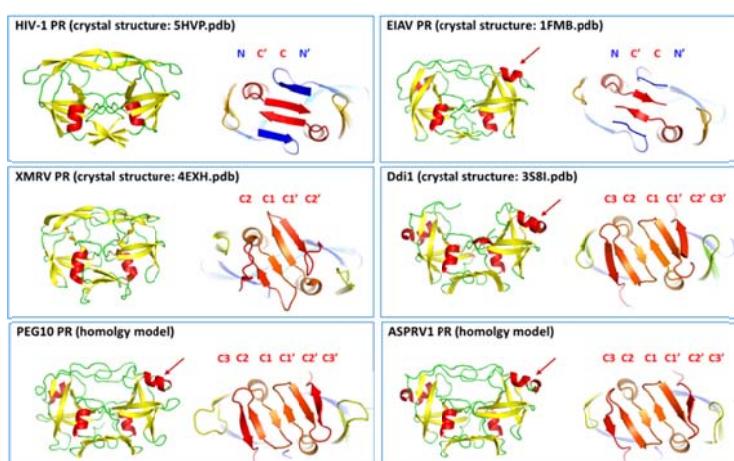 HIV-1 PR (crystal structure: 5HVP.pdb)
N C' C N'
EIAV PR (crystal structure: 1FMB.pdb)
N C' C N'
XMRV PR (crystal structure: 4EXH.pdb)
C2 C1 C1' C2'
Ddi1 (crystal structure: 3S8I.pdb)
C3 C2 C1 C1' C2' C3'
PEG10 PR (homolgy model)
C3 C2 C1 C1' C2' C3'
ASPRV1 PR (homolgy model)
C3 C2 C1 C1' C2' C3'